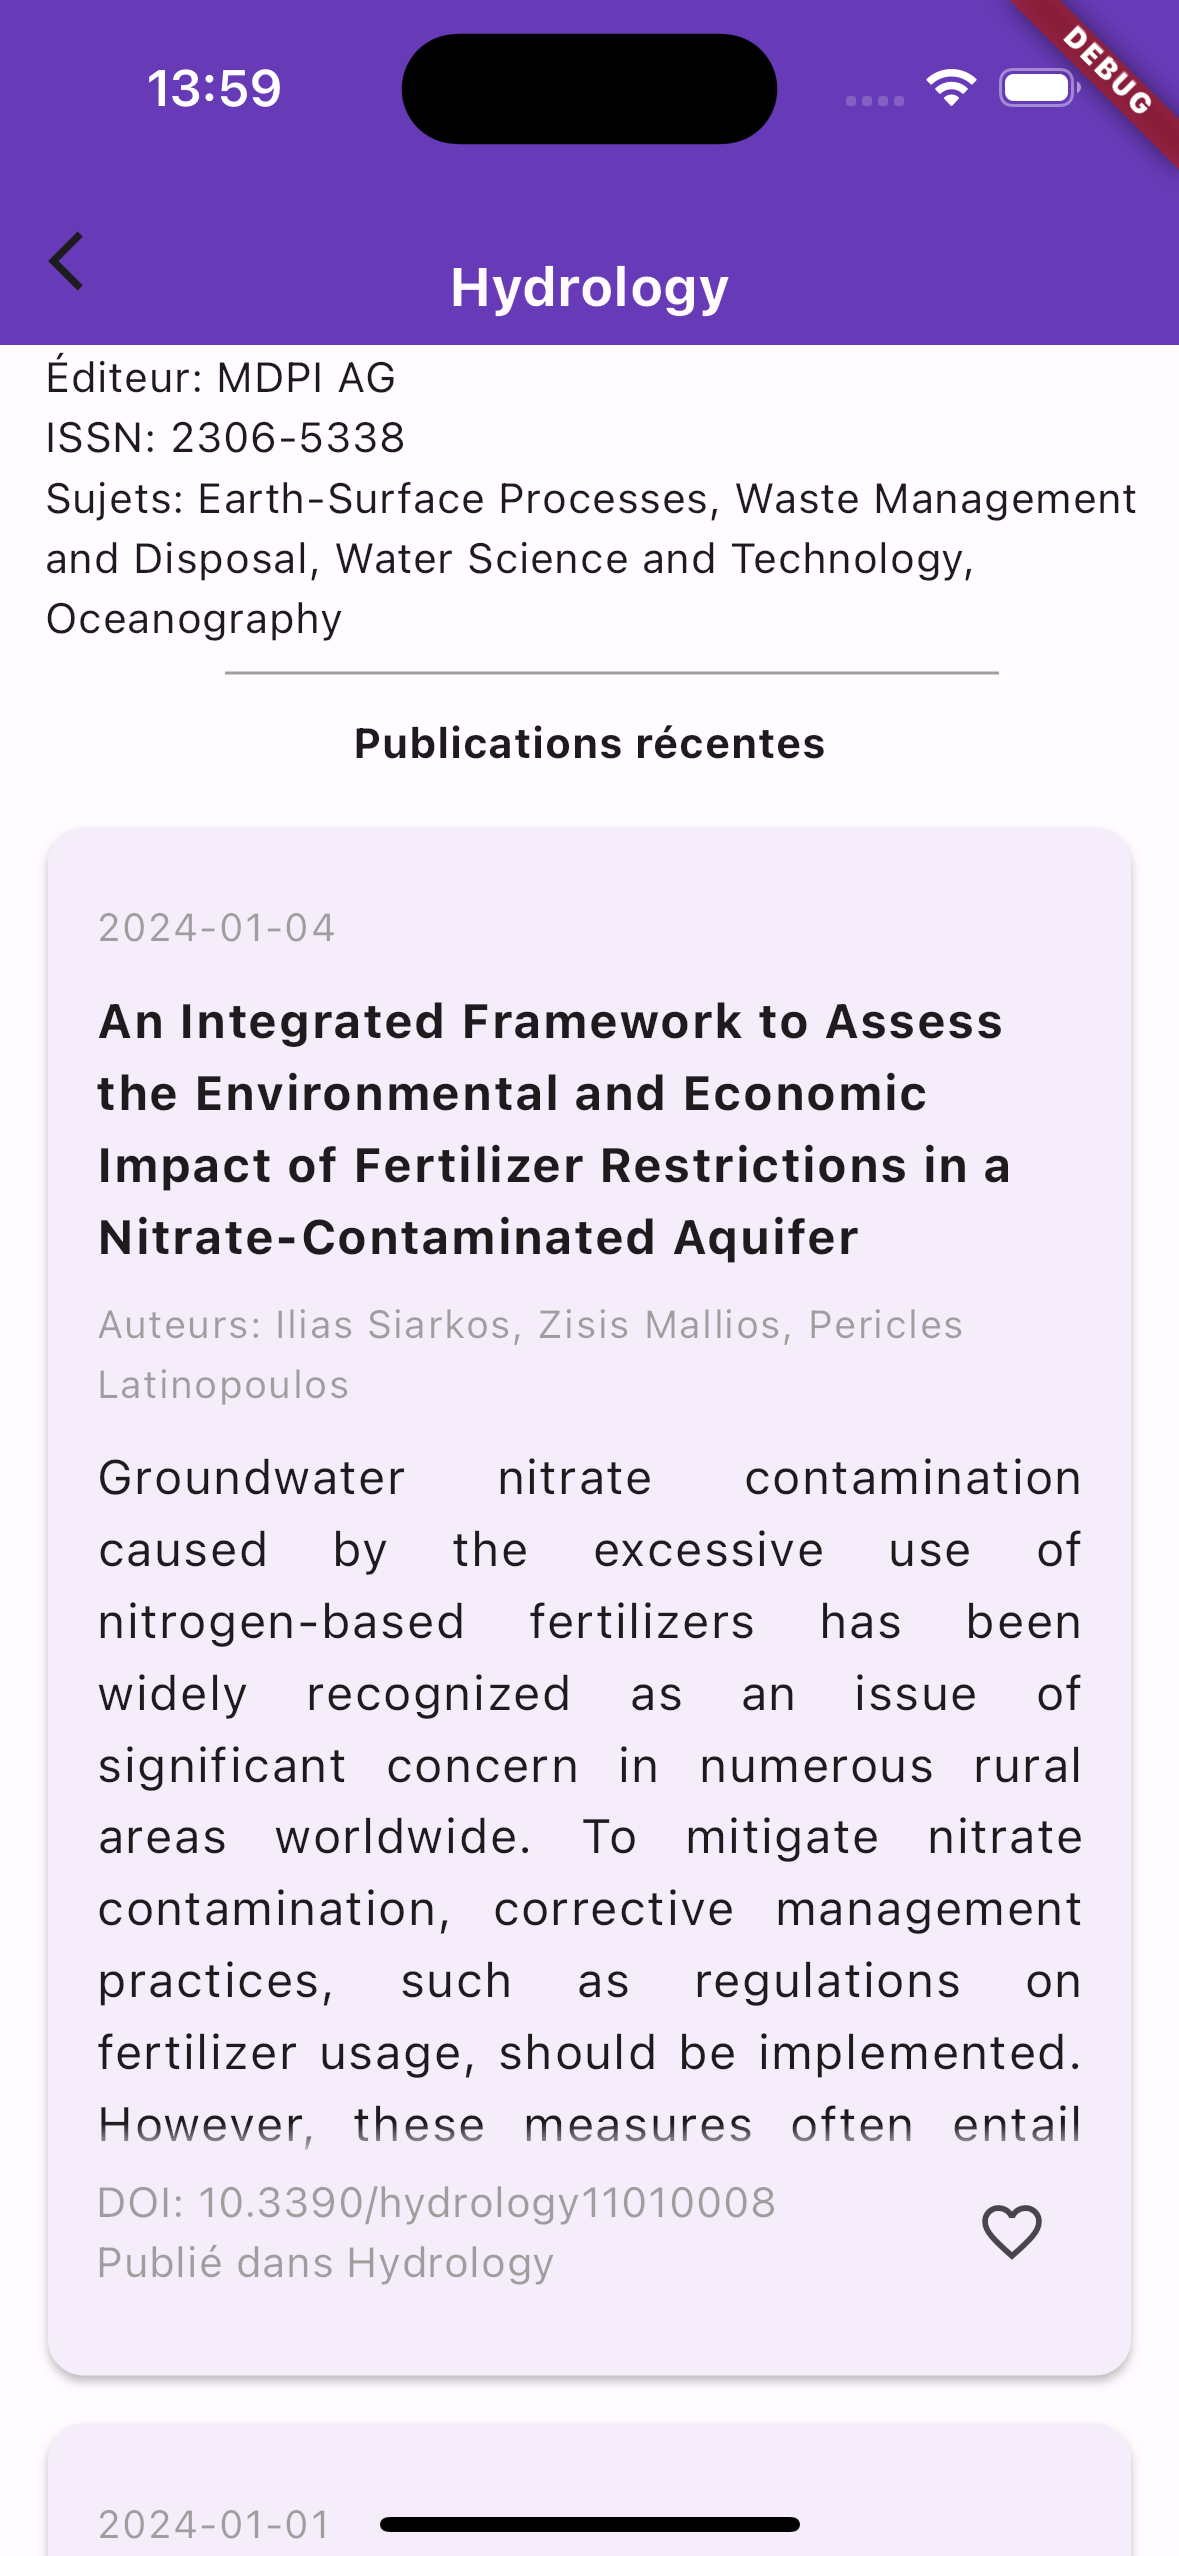 13:59
DEBUG
Hydrology
Éditeur: MDPI AG
ISSN: 2306-5338
Sujets: Earth-Surface Processes, Waste Management
and Disposal, Water Science and Technology,
Oceanography
Publications récentes
2024-01-04
An Integrated Framework to Assess
the Environmental and Economic
Impact of Fertilizer Restrictions in a
Nitrate-Contaminated Aquifer
Auteurs: Ilias Siarkos, Zisis Mallios, Pericles
Latinopoulos
Groundwater nitrate contamination
caused by the excessive use of
nitrogen-based fertilizers has been
widely recognized as an issue of
significant concern in numerous rural
areas worldwide. To mitigate nitrate
contamination, corrective management
practices, such as regulations on
fertilizer usage, should be implemented.
However, these measures often entail
DOI: 10.3390/hydrology11010008
Publié dans Hydrology
2024-01-01